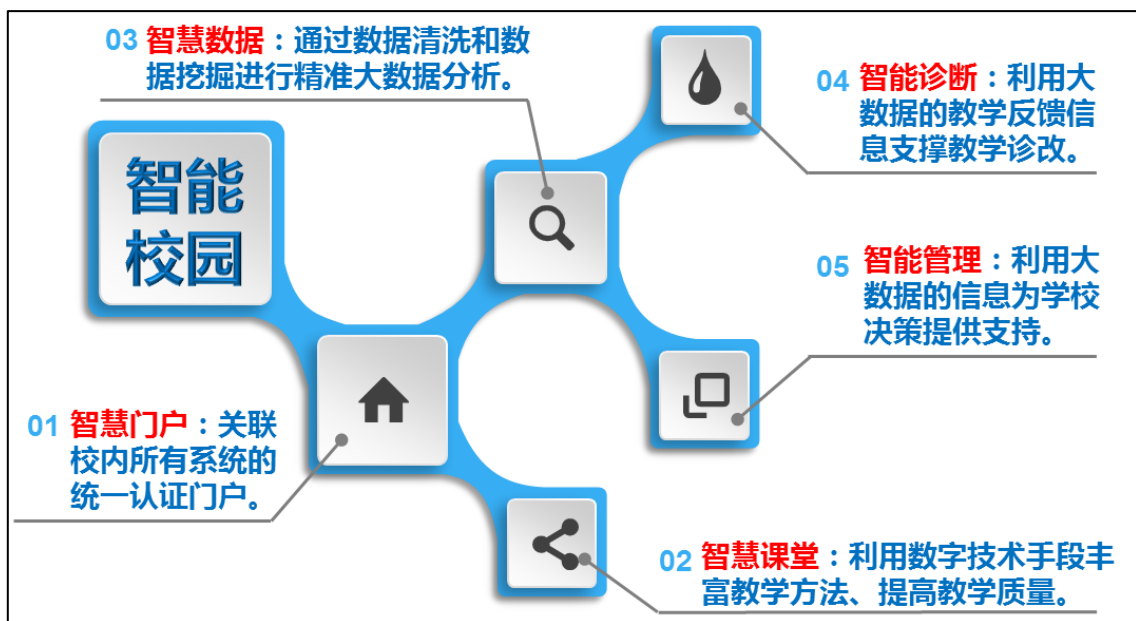 智能
校园
01 智慧门户：关联
校内所有系统的
统一认证门户。
02 智慧课堂：利用数字技术手段丰
富教学方法、提高教学质量。
03 智慧数据：通过数据清洗和数
据挖掘进行精准大数据分析。
04 智能诊断：利用大
数据的教学反馈信
息支撑教学诊改。
05 智能管理：利用大
数据的信息为学校
决策提供支持。